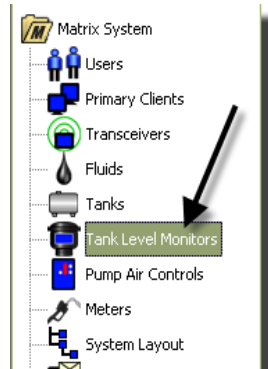 Matrix System
Users
Primary Clients
Transceivers
Fluids
Tanks
Tank Level Monitors
Pump Air Controls
Meters
System Layout